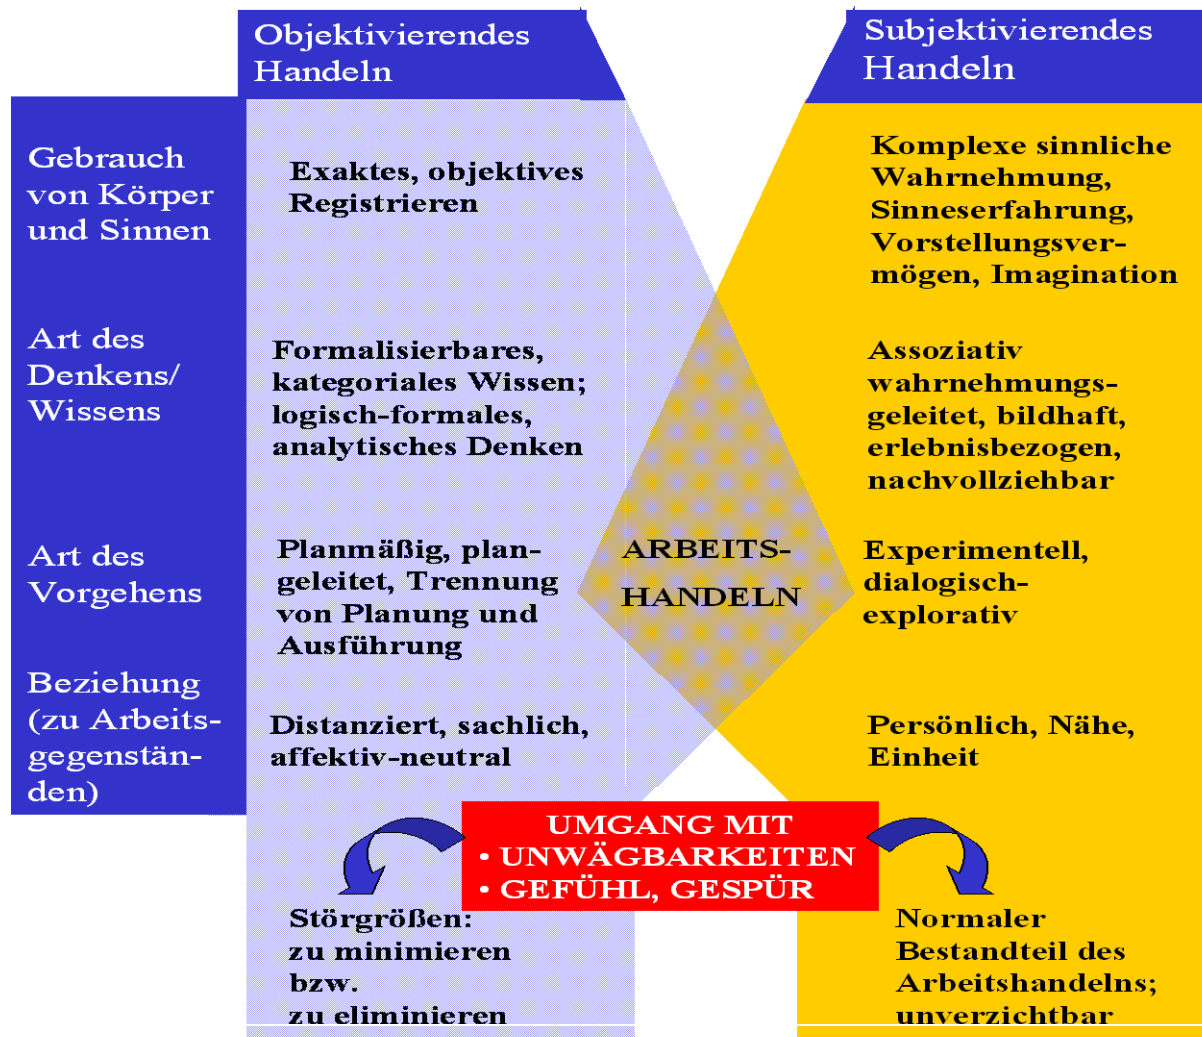 Objektivierendes
Handeln
Subjektivierendes
Handeln
Gebrauch
von Körper
und Sinnen
Exaktes, objektives
Registrieren
Komplexe sinnliche
Wahrnehmung,
Sinneserfahrung,
Vorstellungsver-
mögen, Imagination
Art des
Denkens/
Wissens
Formalisierbares,
kategoriales Wissen;
logisch-formales,
analytisches Denken
Assoziativ
wahrnehmungs-
geleitet, bildhaft,
erlebnisbezogen,
nachvollziehbar
Art des
Vorgehens
Planmäßig, plan-
geleitet, Trennung
von Planung und
Ausführung
ARBEITS-
HANDELN
Experimentell,
dialogisch-
explorativ
Beziehung
(zu Arbeits-
gegenstän-
den)
Distanziert, sachlich,
affektiv-neutral
Persönlich, Nähe,
Einheit
UMGANG MIT
• UNWÄGBARKEITEN
• GEFÜHL, GESPÜR
Störgrößen:
zu minimieren
bzw.
zu eliminieren
Normaler
Bestandteil des
Arbeitshandelns;
unverzichtbar